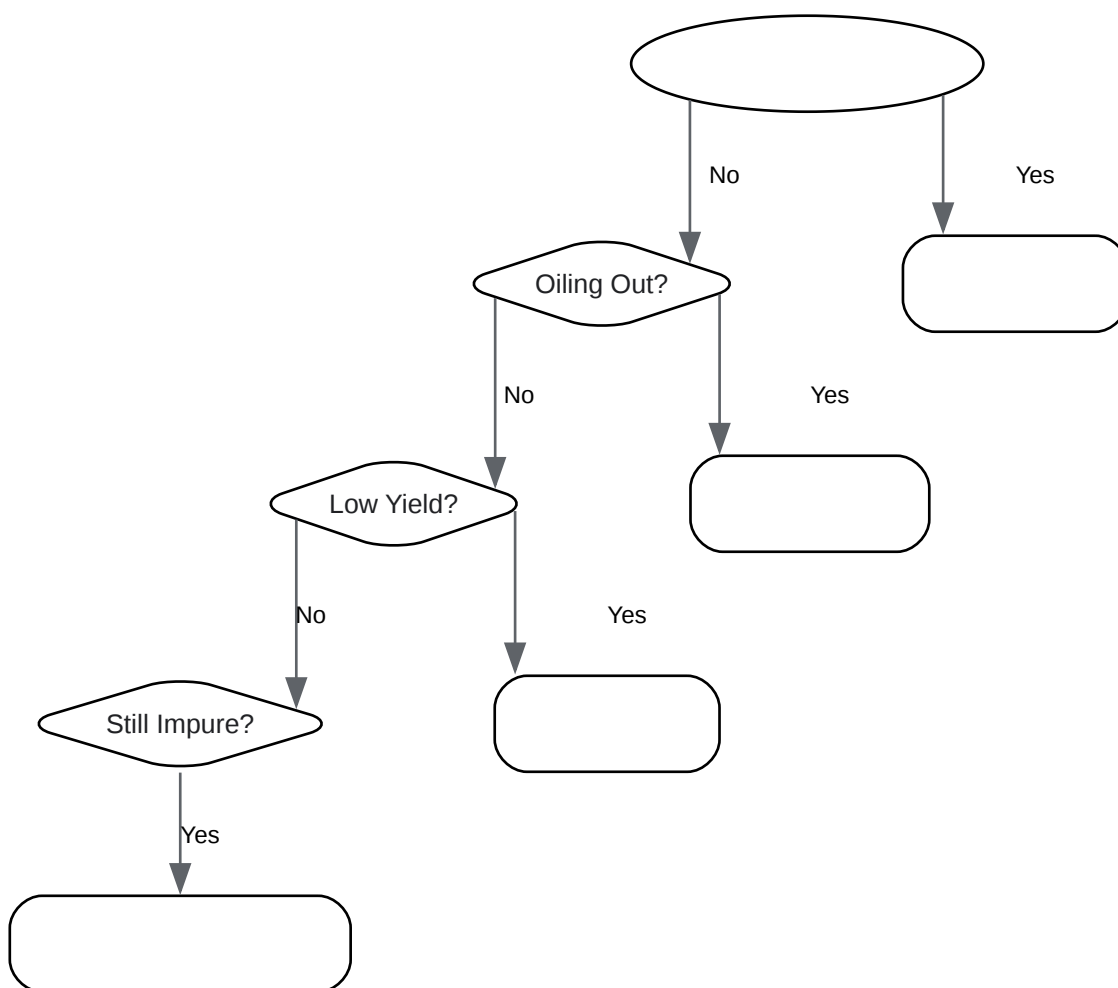 No
Yes
Oiling Out?
No
Yes
Low Yield?
No
Yes
Still Impure?
Yes